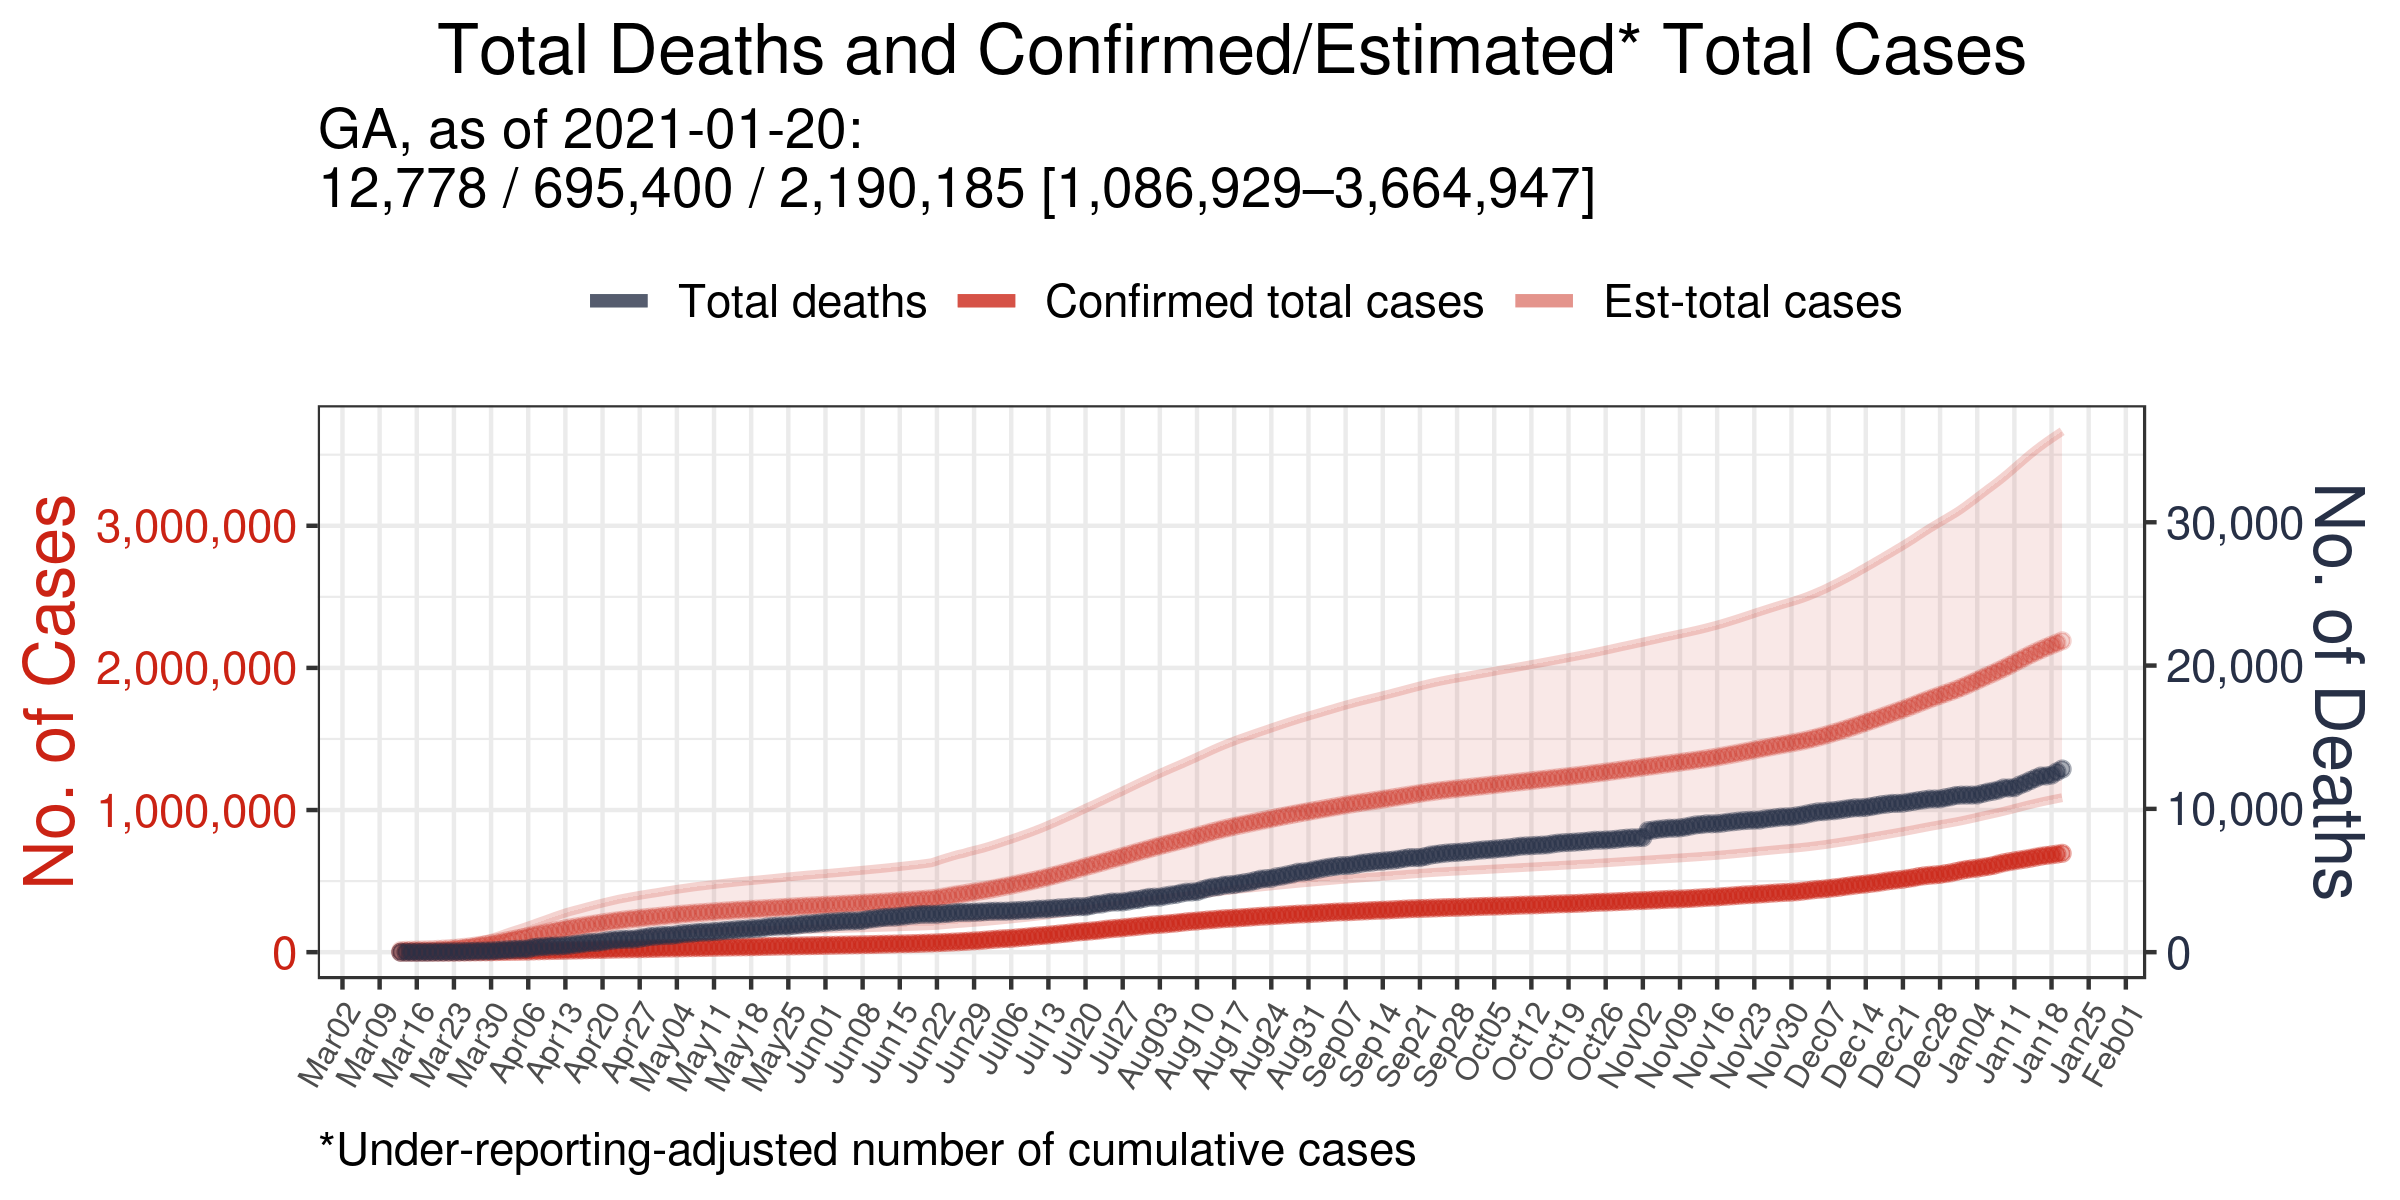 Total Deaths and Confirmed/Estimated* Total Cases
GA, as of 2021-01-20:
12,778 / 695,400 / 2,190,185 [1,086,929–3,664,947]
Total deaths
Confirmed total cases
Est-total cases
No. of Cases
3,000,000
2,000,000
1,000,000
0
30,000
20,000
10,000
0
No. of Deaths
Mar02
Mar09
Mar16
Mar23
Mar30
Apr06
Apr13
Apr20
Apr27
May04
May11
May18
May25
Jun01
Jun08
Jun15
Jun22
Jun29
Jul06
Jul13
Jul20
Jul27
Aug03
Aug10
Aug17
Aug24
Aug31
Sep07
Sep14
Sep21
Sep28
Oct05
Oct12
Oct19
Oct26
Nov02
Nov09
Nov16
Nov23
Nov30
Dec07
Dec14
Dec21
Dec28
Jan04
Jan11
Jan18
Jan25
Feb01
*Under-reporting-adjusted number of cumulative cases